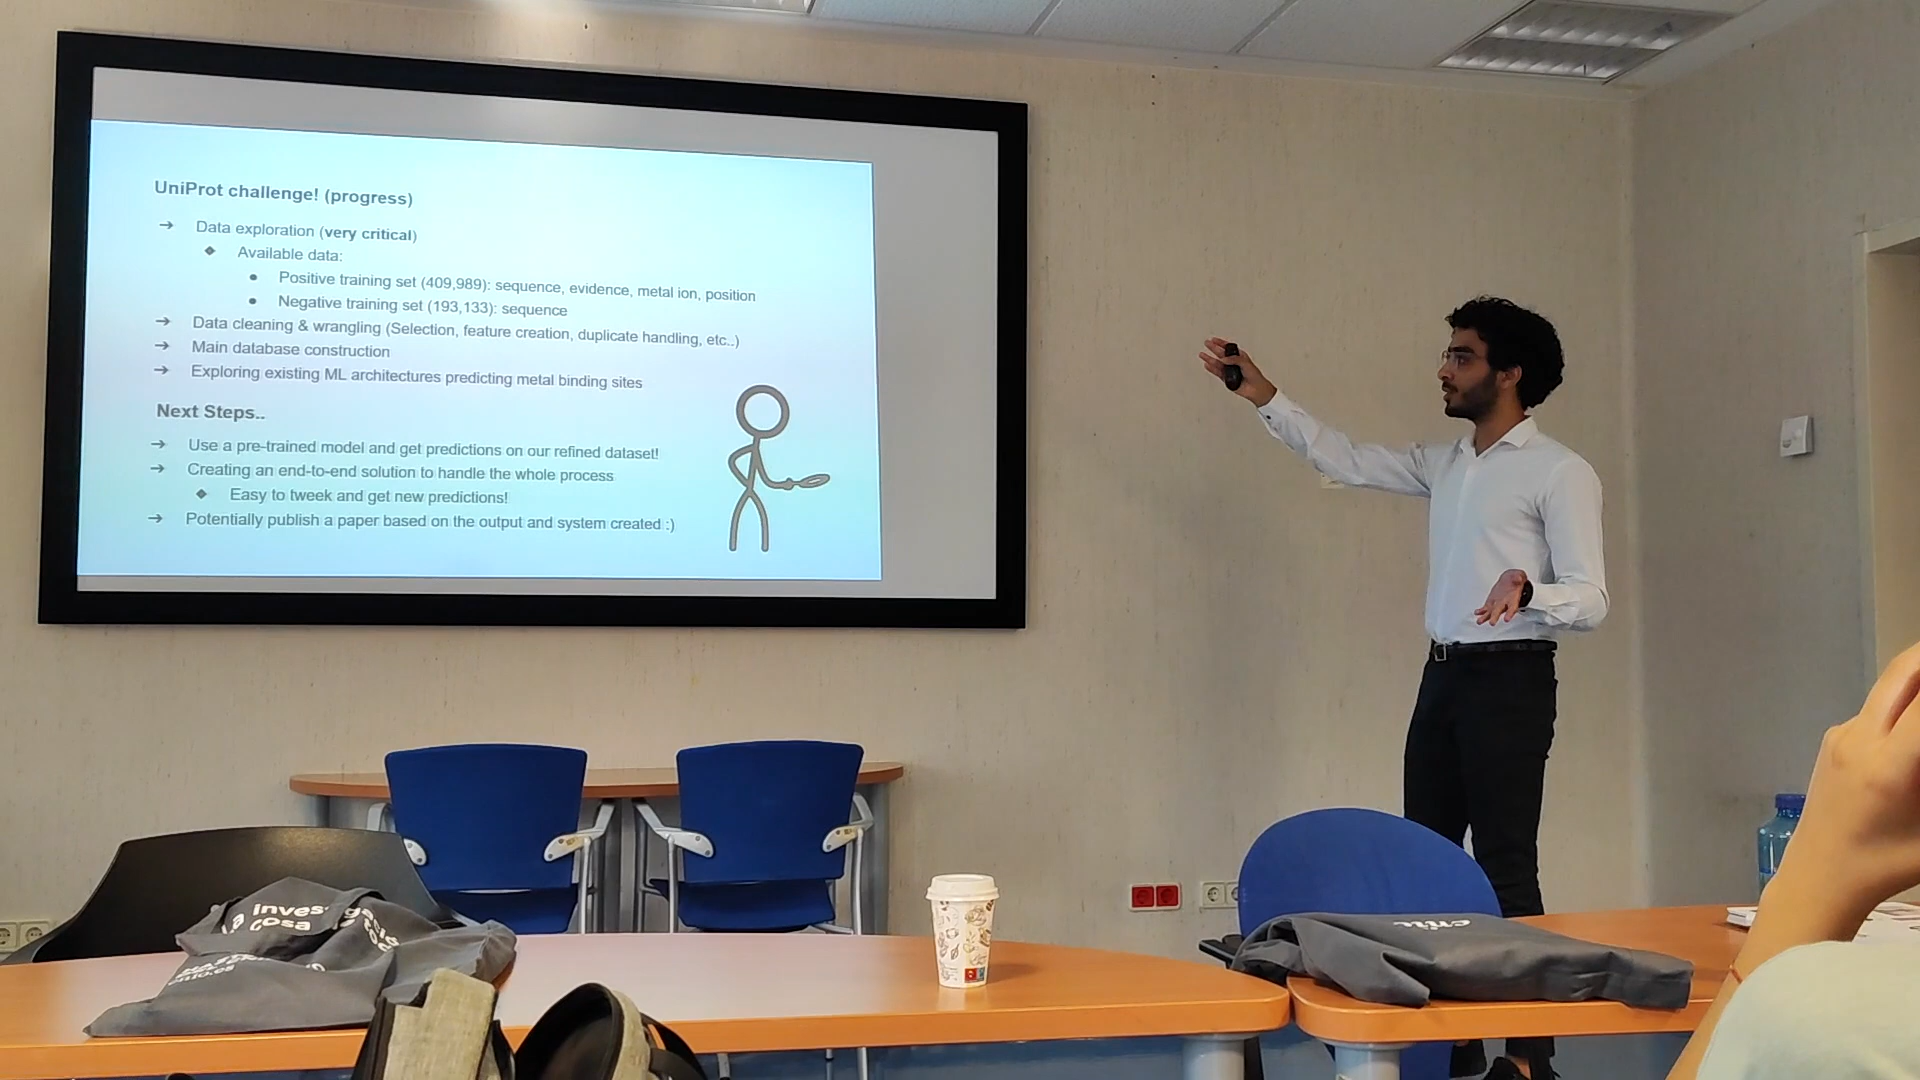 UniProt challenge! (progress)
➔ Data exploration (very critical)
❖ Available data:
● Positive training set (409,989): sequence, evidence, metal ion, position
● Negative training set (193,133): sequence
➔ Data cleaning & wrangling (Selection, feature creation, duplicate handling, etc..)
➔ Main database construction
➔ Exploring existing ML architectures predicting metal binding sites
Next Steps..
➔ Use a pre-trained model and get predictions on our refined dataset!
➔ Creating an end-to-end solution to handle the whole process
❖ Easy to tweek and get new predictions!
➔ Potentially publish a paper based on the output and system created :)
cosa
cnio